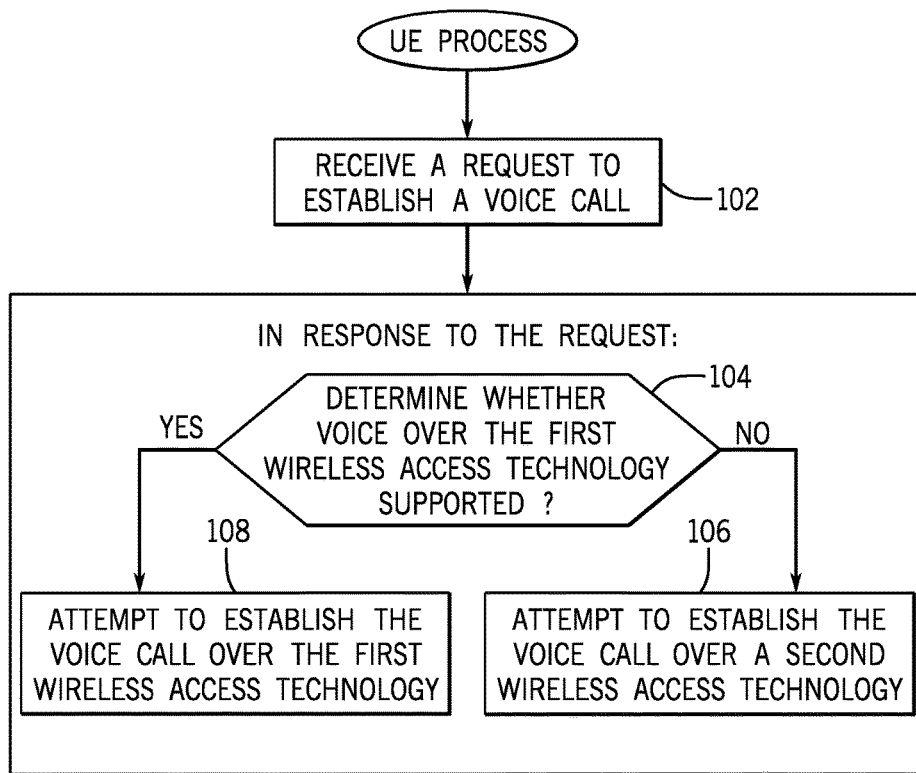 UE PROCESS
RECEIVE A REQUEST TO
ESTABLISH A VOICE CALL
102
IN RESPONSE TO THE REQUEST:
104
DETERMINE WHETHER
VOICE OVER THE FIRST
WIRELESS ACCESS TECHNOLOGY
SUPPORTED ?
YES
NO
108
106
ATTEMPT TO ESTABLISH THE
VOICE CALL OVER THE FIRST
WIRELESS ACCESS TECHNOLOGY
ATTEMPT TO ESTABLISH THE
VOICE CALL OVER A SECOND
WIRELESS ACCESS TECHNOLOGY